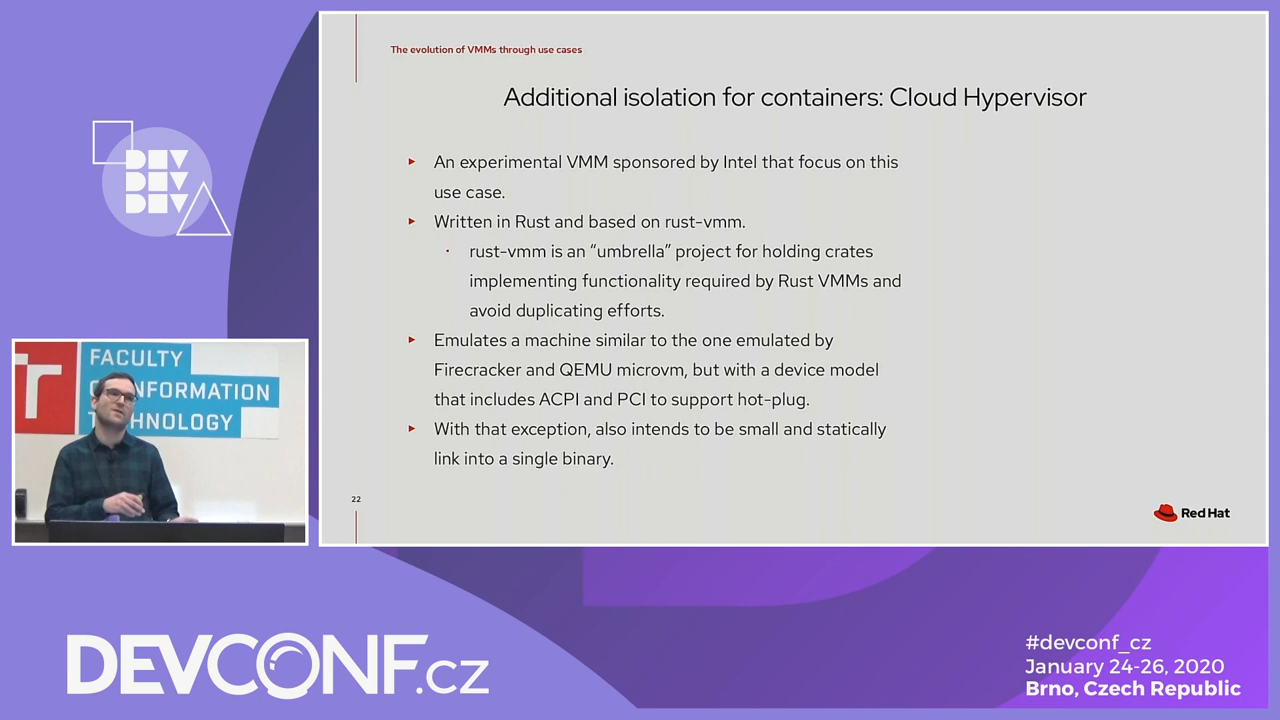 The evolution of VMMs through use cases
Additional isolation for containers: Cloud Hypervisor
An experimental VMM sponsored by Intel that focus on this
use case.
Written in Rust and based on rust-vmm.
rust-vmm is an “umbrella” project for holding crates
implementing functionality required by Rust VMMs and
avoid duplicating efforts.
Emulates a machine similar to the one emulated by
Firecracker and QEMU microvm, but with a device model
that includes ACPI and PCI to support hot-plug.
With that exception, also intends to be small and statically
link into a single binary.
22
Red Hat
DEV
DEV
DEV
FACULTY
OF INFORMATION
TECHNOLOGY
DEVCONF.cz
#devconf_cz
January 24-26, 2020
Brno, Czech Republic